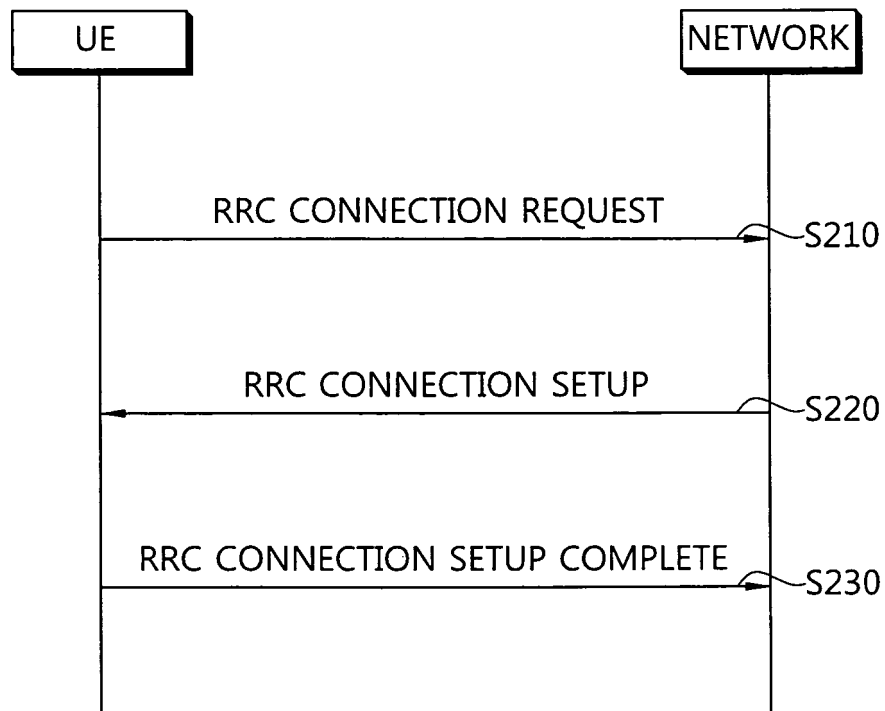 UE
NETWORK
RRC CONNECTION REQUEST
S210
RRC CONNECTION SETUP
S220
RRC CONNECTION SETUP COMPLETE
S230